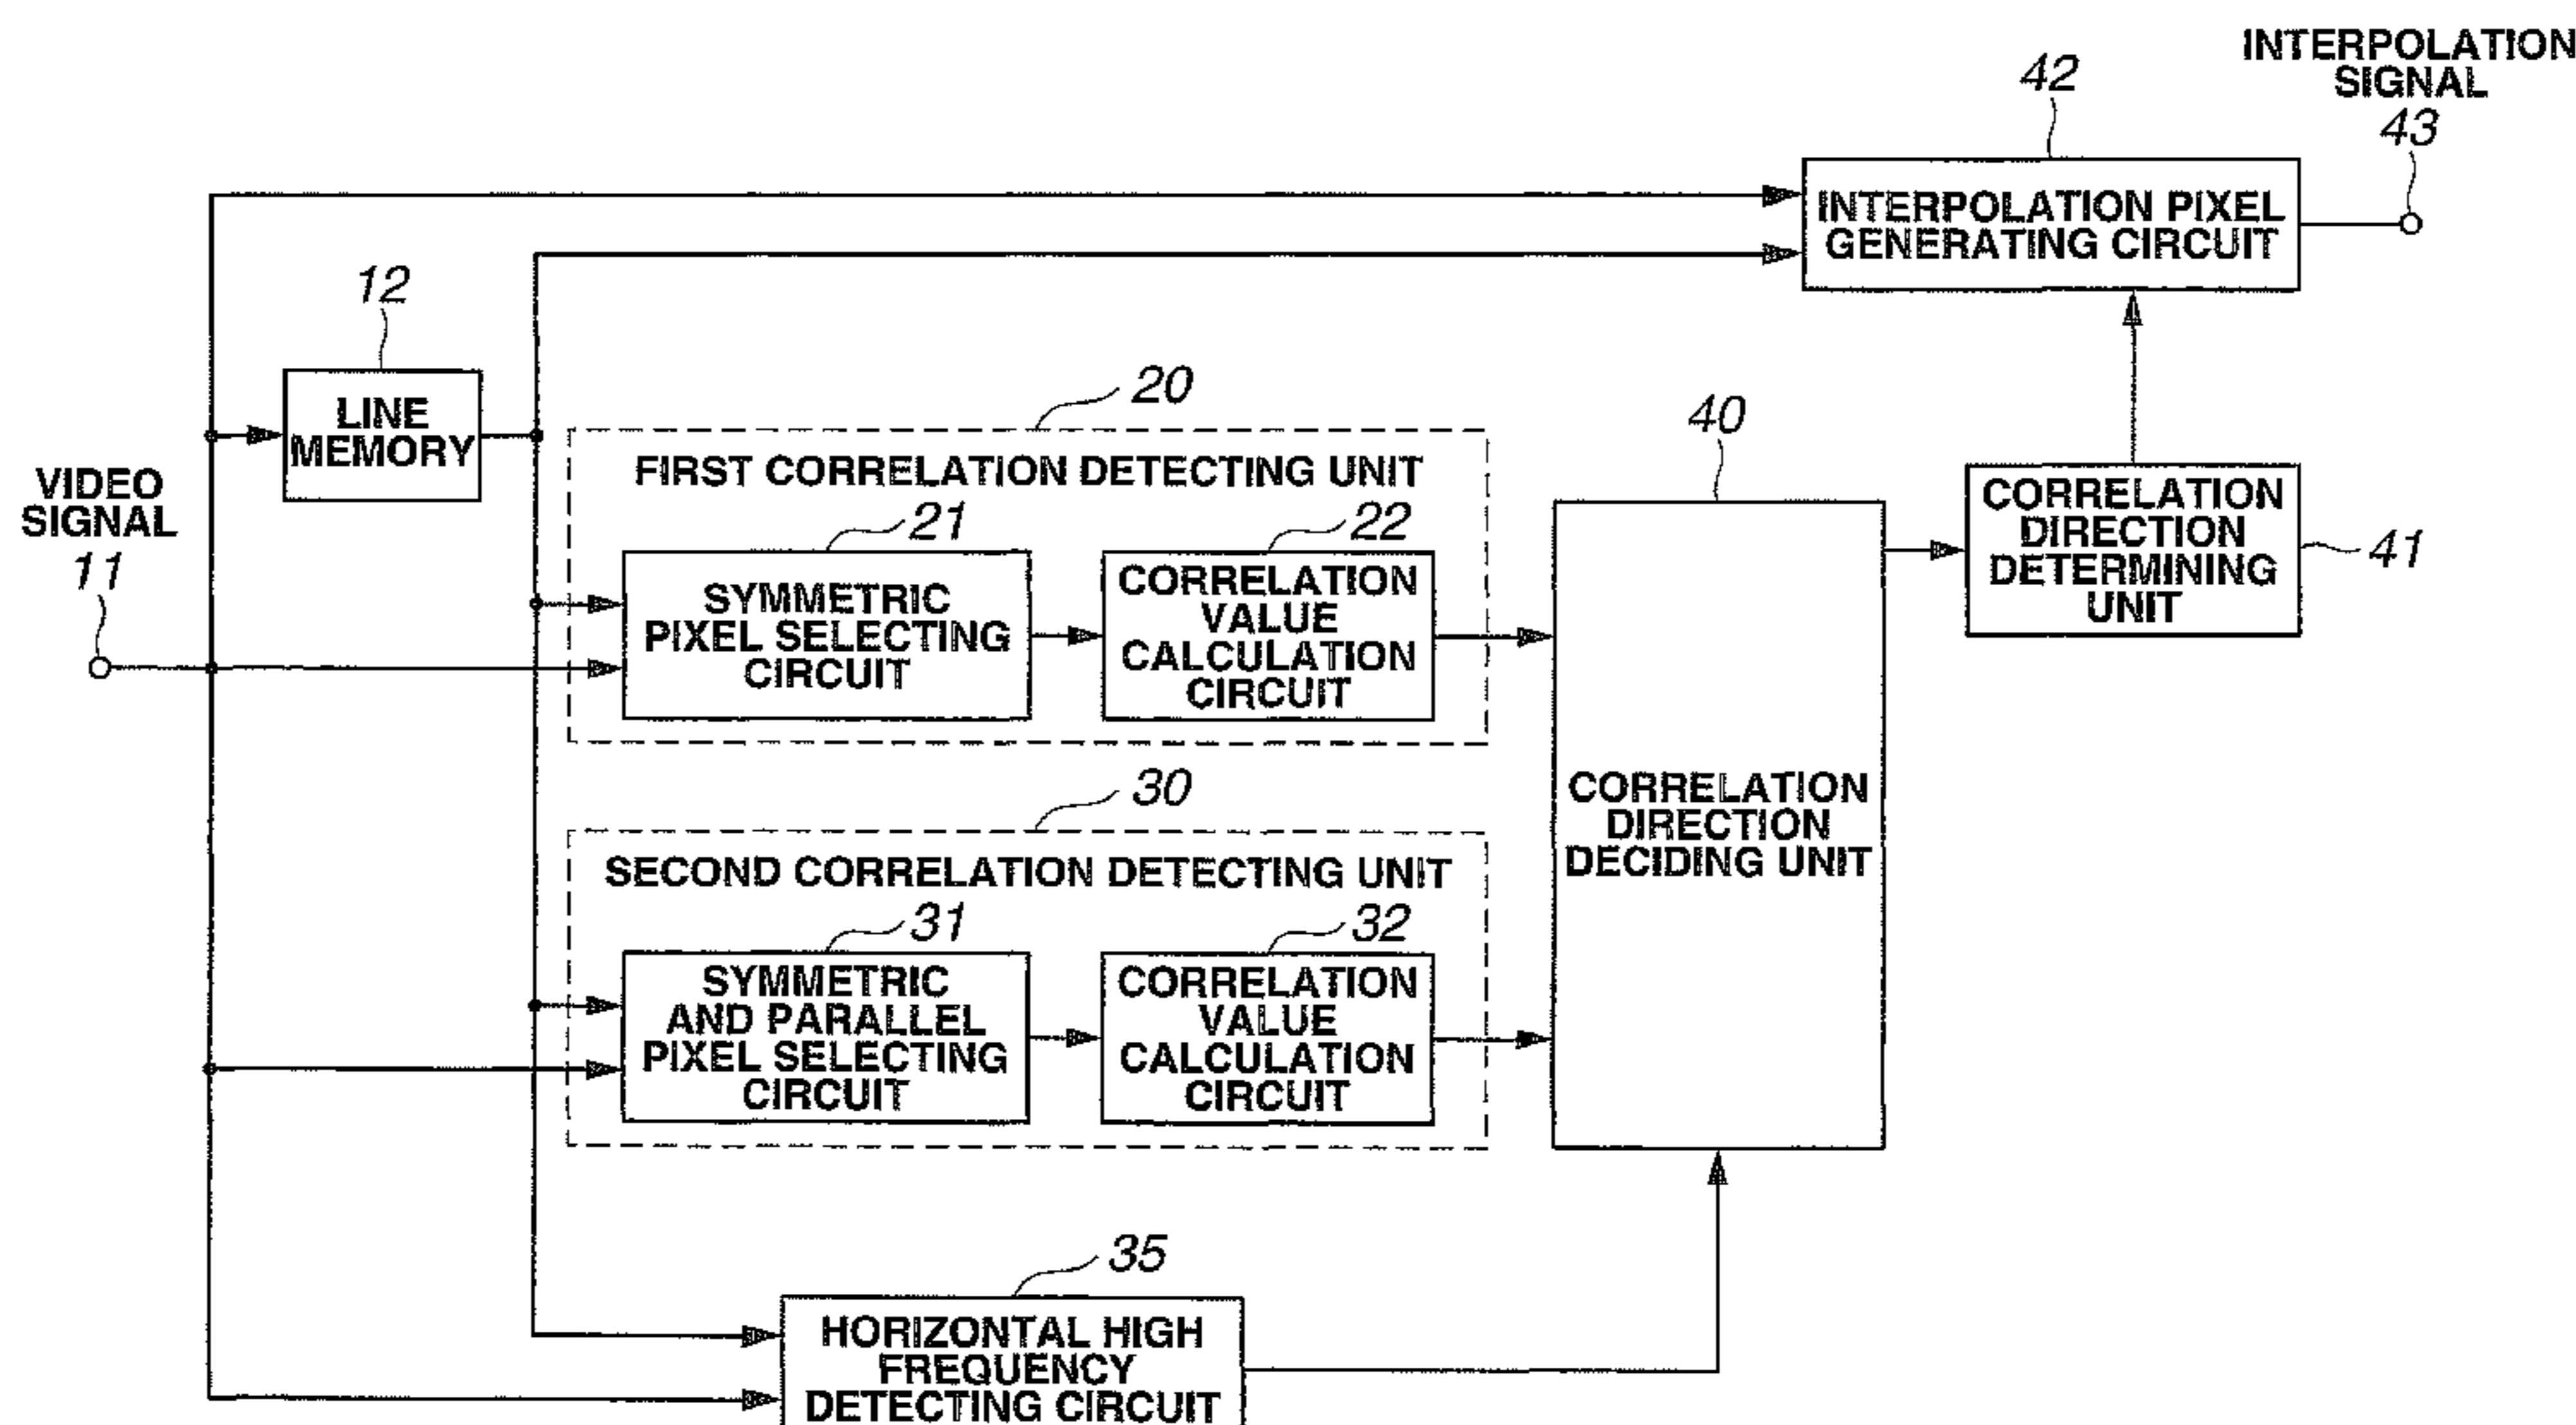 INTERPOLATION
SIGNAL
43
42
INTERPOLATION PIXEL
GENERATING CIRCUIT
12
LINE
MEMORY
VIDEO
SIGNAL
11
20
FIRST CORRELATION DETECTING UNIT
21
SYMMETRIC
PIXEL SELECTING
CIRCUIT
22
CORRELATION
VALUE
CALCULATION
CIRCUIT
40
CORRELATION
DIRECTION
DECIDING UNIT
CORRELATION
DIRECTION
DETERMINING
UNIT
41
30
SECOND CORRELATION DETECTING UNIT
31
SYMMETRIC
AND PARALLEL
PIXEL SELECTING
CIRCUIT
32
CORRELATION
VALUE
CALCULATION
CIRCUIT
35
HORIZONTAL HIGH
FREQUENCY
DETECTING CIRCUIT